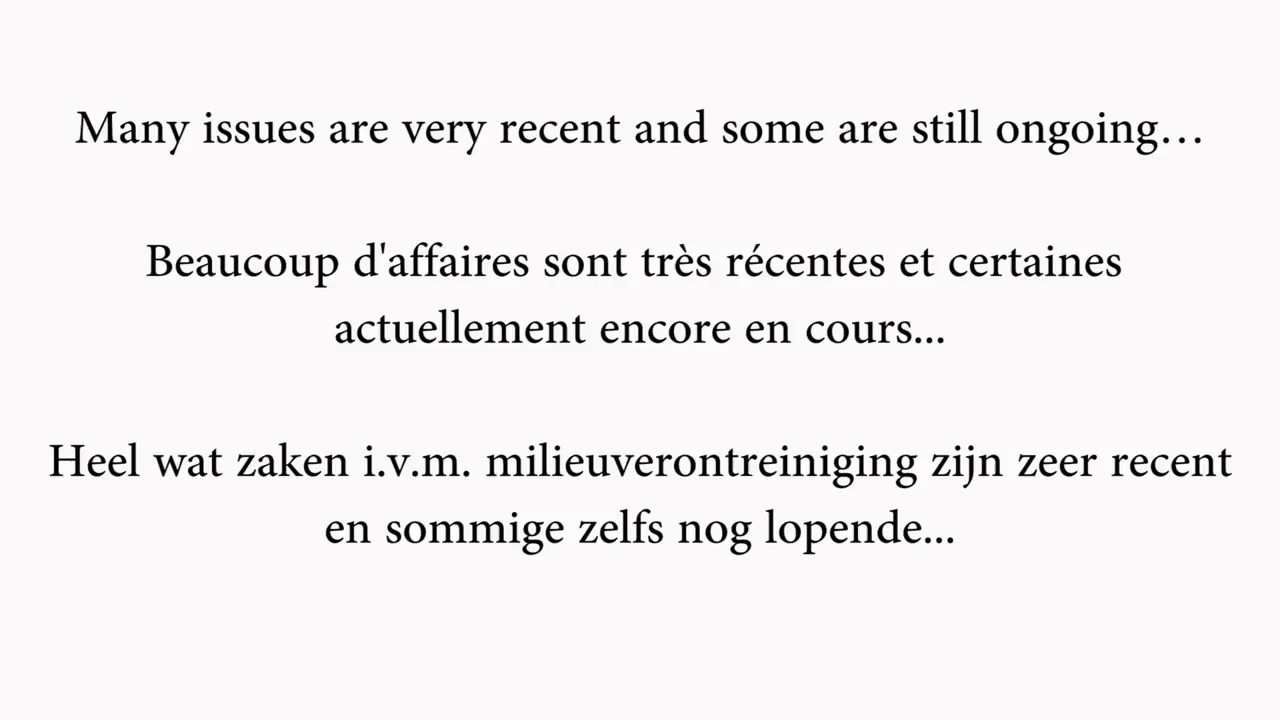 Many issues are very recent and some are still ongoing…
Beaucoup d'affaires sont très récentes et certaines
actuellement encore en cours...
Heel wat zaken i.v.m. milieuverontreiniging zijn zeer recent
en sommige zelfs nog lopende...